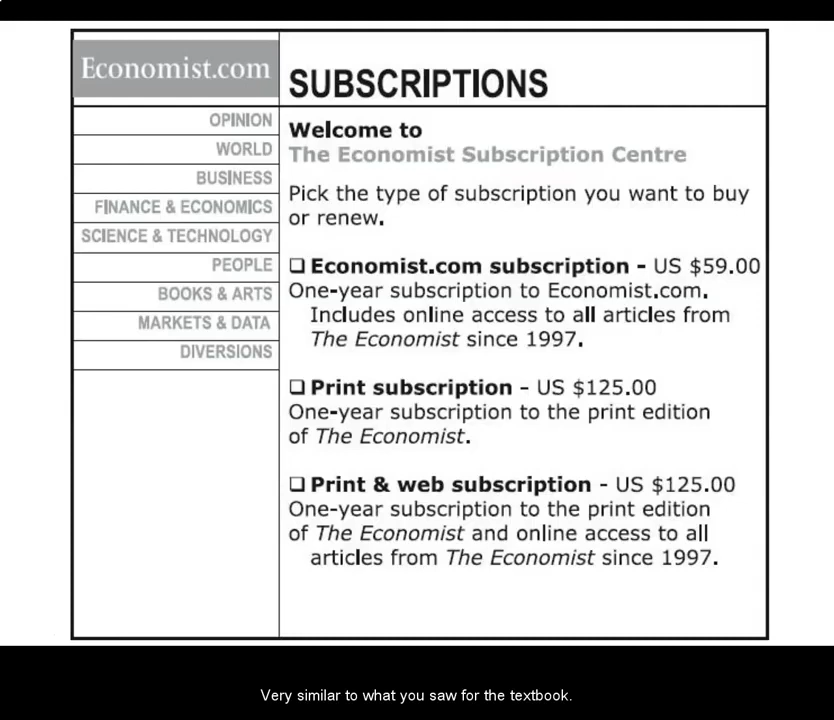 Economist.com
SUBSCRIPTIONS
OPINION
WORLD
BUSINESS
FINANCE & ECONOMICS
SCIENCE & TECHNOLOGY
PEOPLE
BOOKS & ARTS
MARKETS & DATA
DIVERSIONS
Welcome to
The Economist Subscription Centre
Pick the type of subscription you want to buy
or renew.
❑ Economist.com subscription - US $59.00
One-year subscription to Economist.com.
Includes online access to all articles from
The Economist since 1997.
❑ Print subscription - US $125.00
One-year subscription to the print edition
of The Economist.
❑ Print & web subscription - US $125.00
One-year subscription to the print edition
of The Economist and online access to all
articles from The Economist since 1997.
Very similar to what you saw for the textbook.